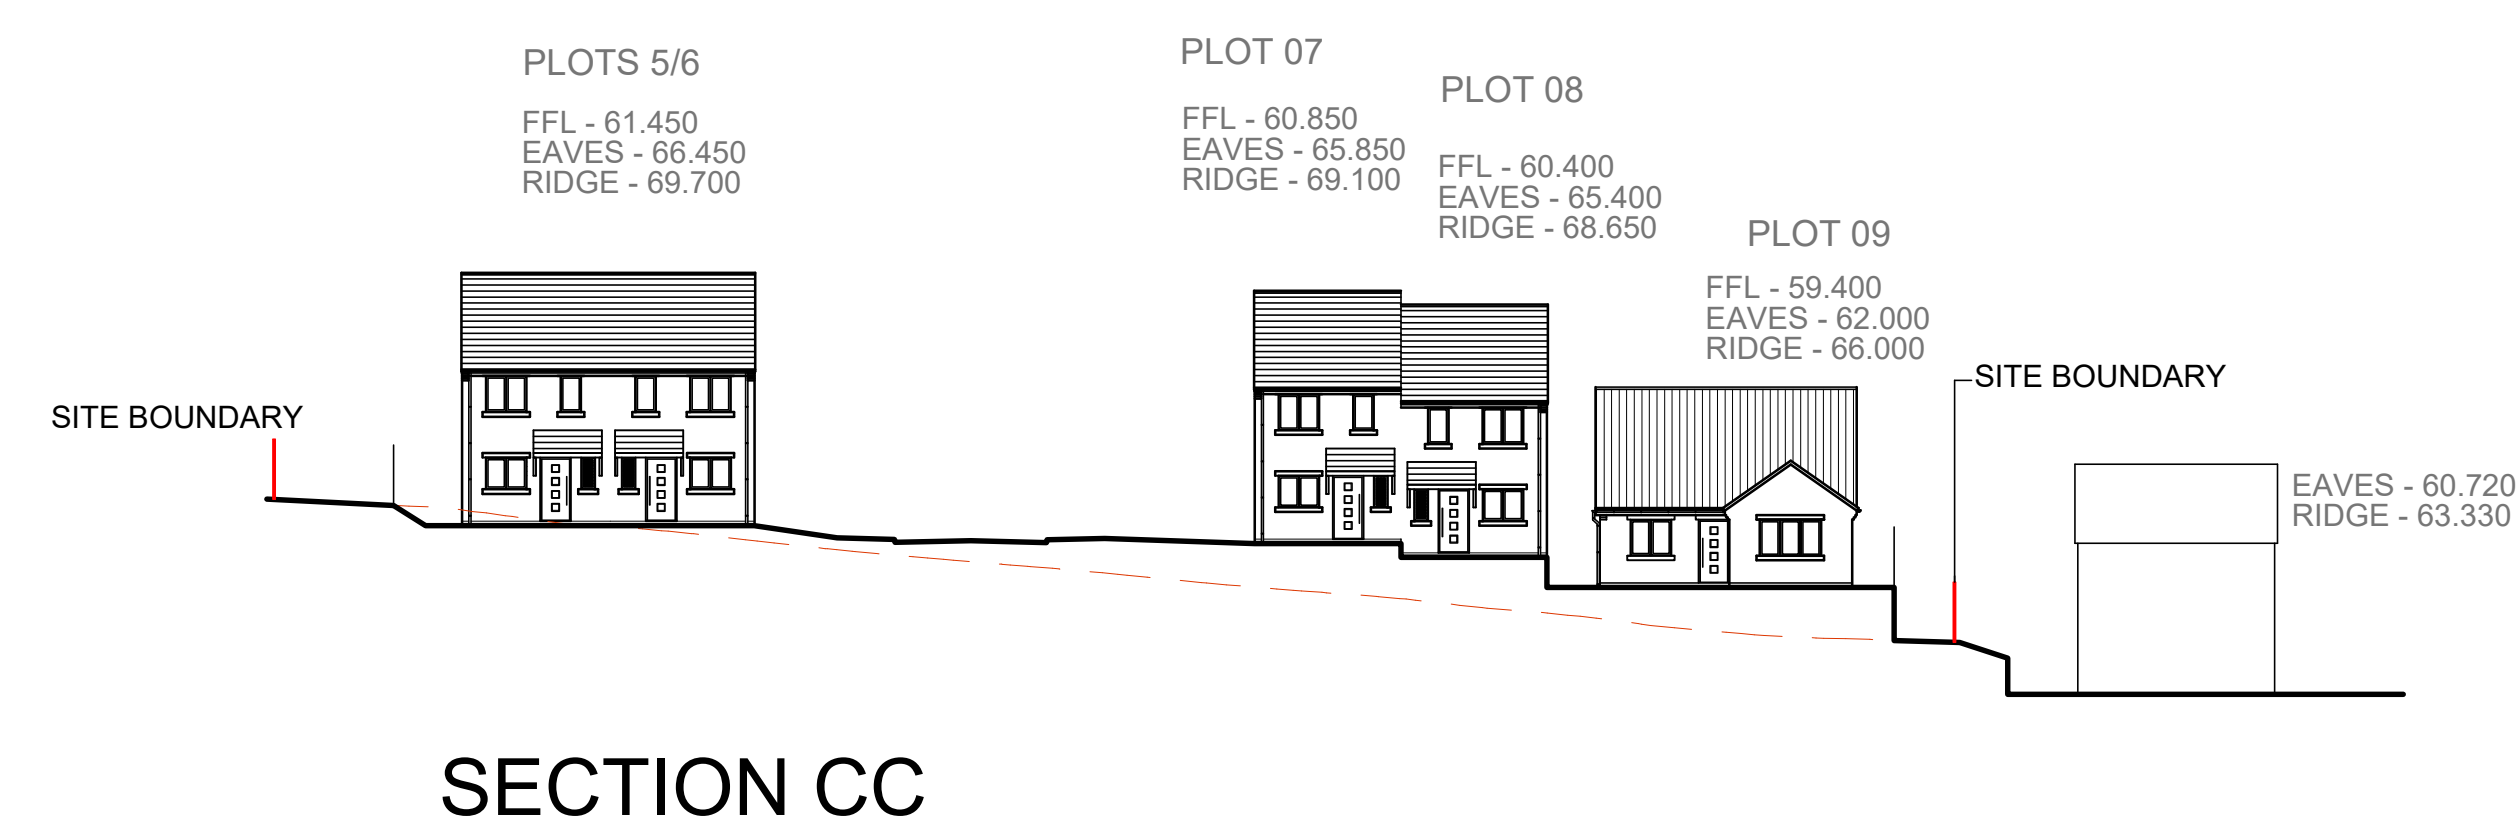 PLOTS 5/6
FFL - 61.450
EAVES - 66.450
RIDGE - 69.700
PLOT 07
FFL - 60.850
EAVES - 65.850
RIDGE - 69.100
PLOT 08
FFL - 60.400
EAVES - 65.400
RIDGE - 68.650
PLOT 09
FFL - 59.400
EAVES - 62.000
RIDGE - 66.000
SITE BOUNDARY
SITE BOUNDARY
EAVES - 60.720
RIDGE - 63.330
SECTION CC